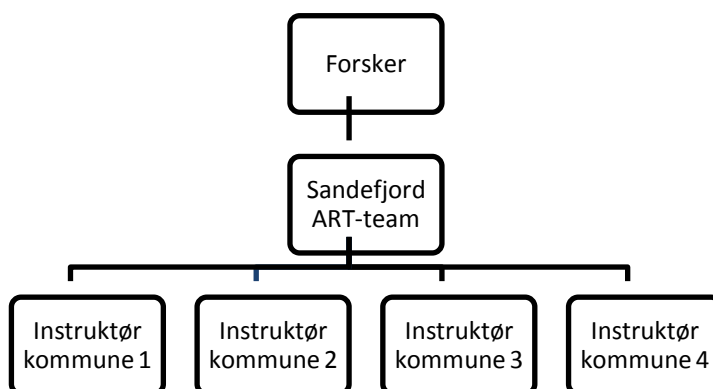 Forsker
Sandefjord
ART-team
Instruktør
kommune 1
Instruktør
kommune 2
Instruktør
kommune 3
Instruktør
kommune 4